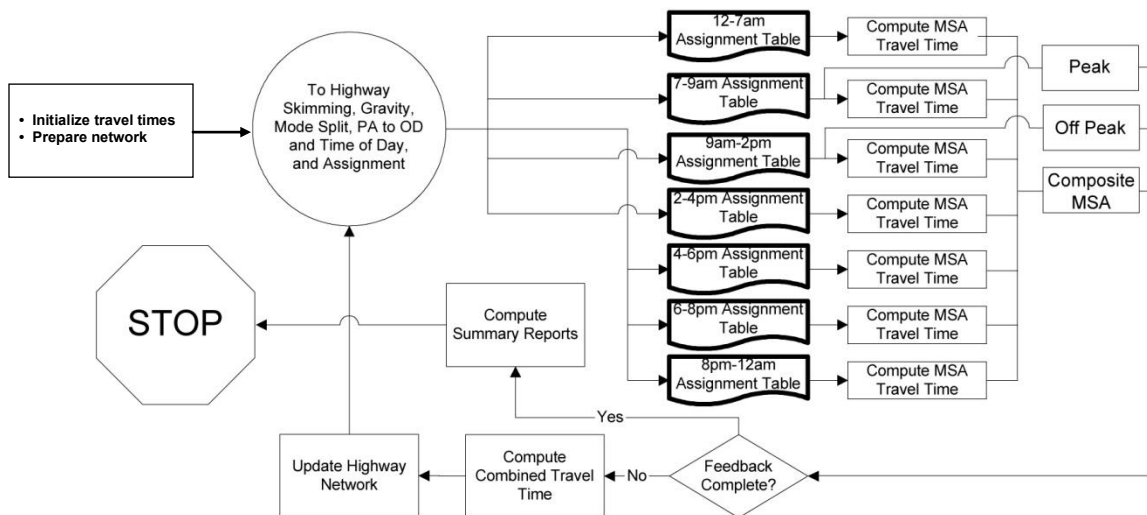 • Initialize travel times
• Prepare network
To Highway
Skimming, Gravity,
Mode Split, PA to OD
and Time of Day,
and Assignment
12-7am
Assignment Table
Compute MSA
Travel Time
7-9am Assignment
Table
Compute MSA
Travel Time
9am-2pm
Assignment Table
Compute MSA
Travel Time
2-4pm Assignment
Table
Compute MSA
Travel Time
4-6pm Assignment
Table
Compute MSA
Travel Time
6-8pm Assignment
Table
Compute MSA
Travel Time
8pm-12am
Assignment Table
Compute MSA
Travel Time
Peak
Off Peak
Composite
MSA
STOP
Compute
Summary Reports
Yes
Update Highway
Network
Compute
Combined Travel
Time
No
Feedback
Complete?